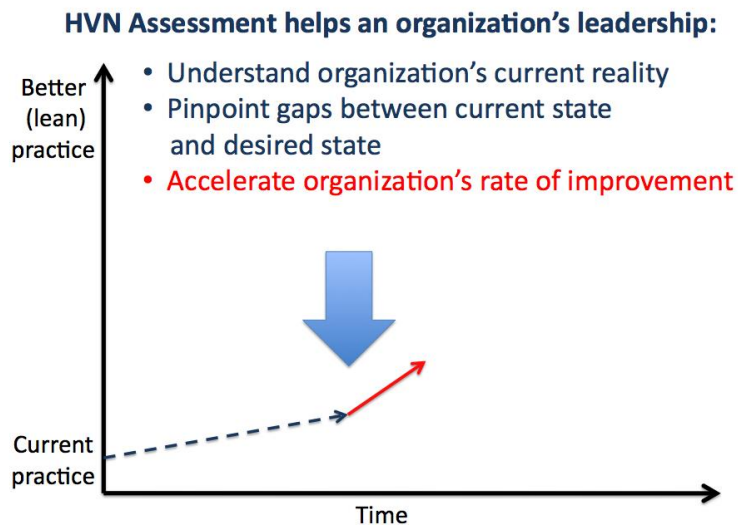 HVN Assessment helps an organization’s leadership:
Better
(lean)
practice
• Understand organization’s current reality
• Pinpoint gaps between current state
and desired state
• Accelerate organization’s rate of improvement
Current
practice
Time